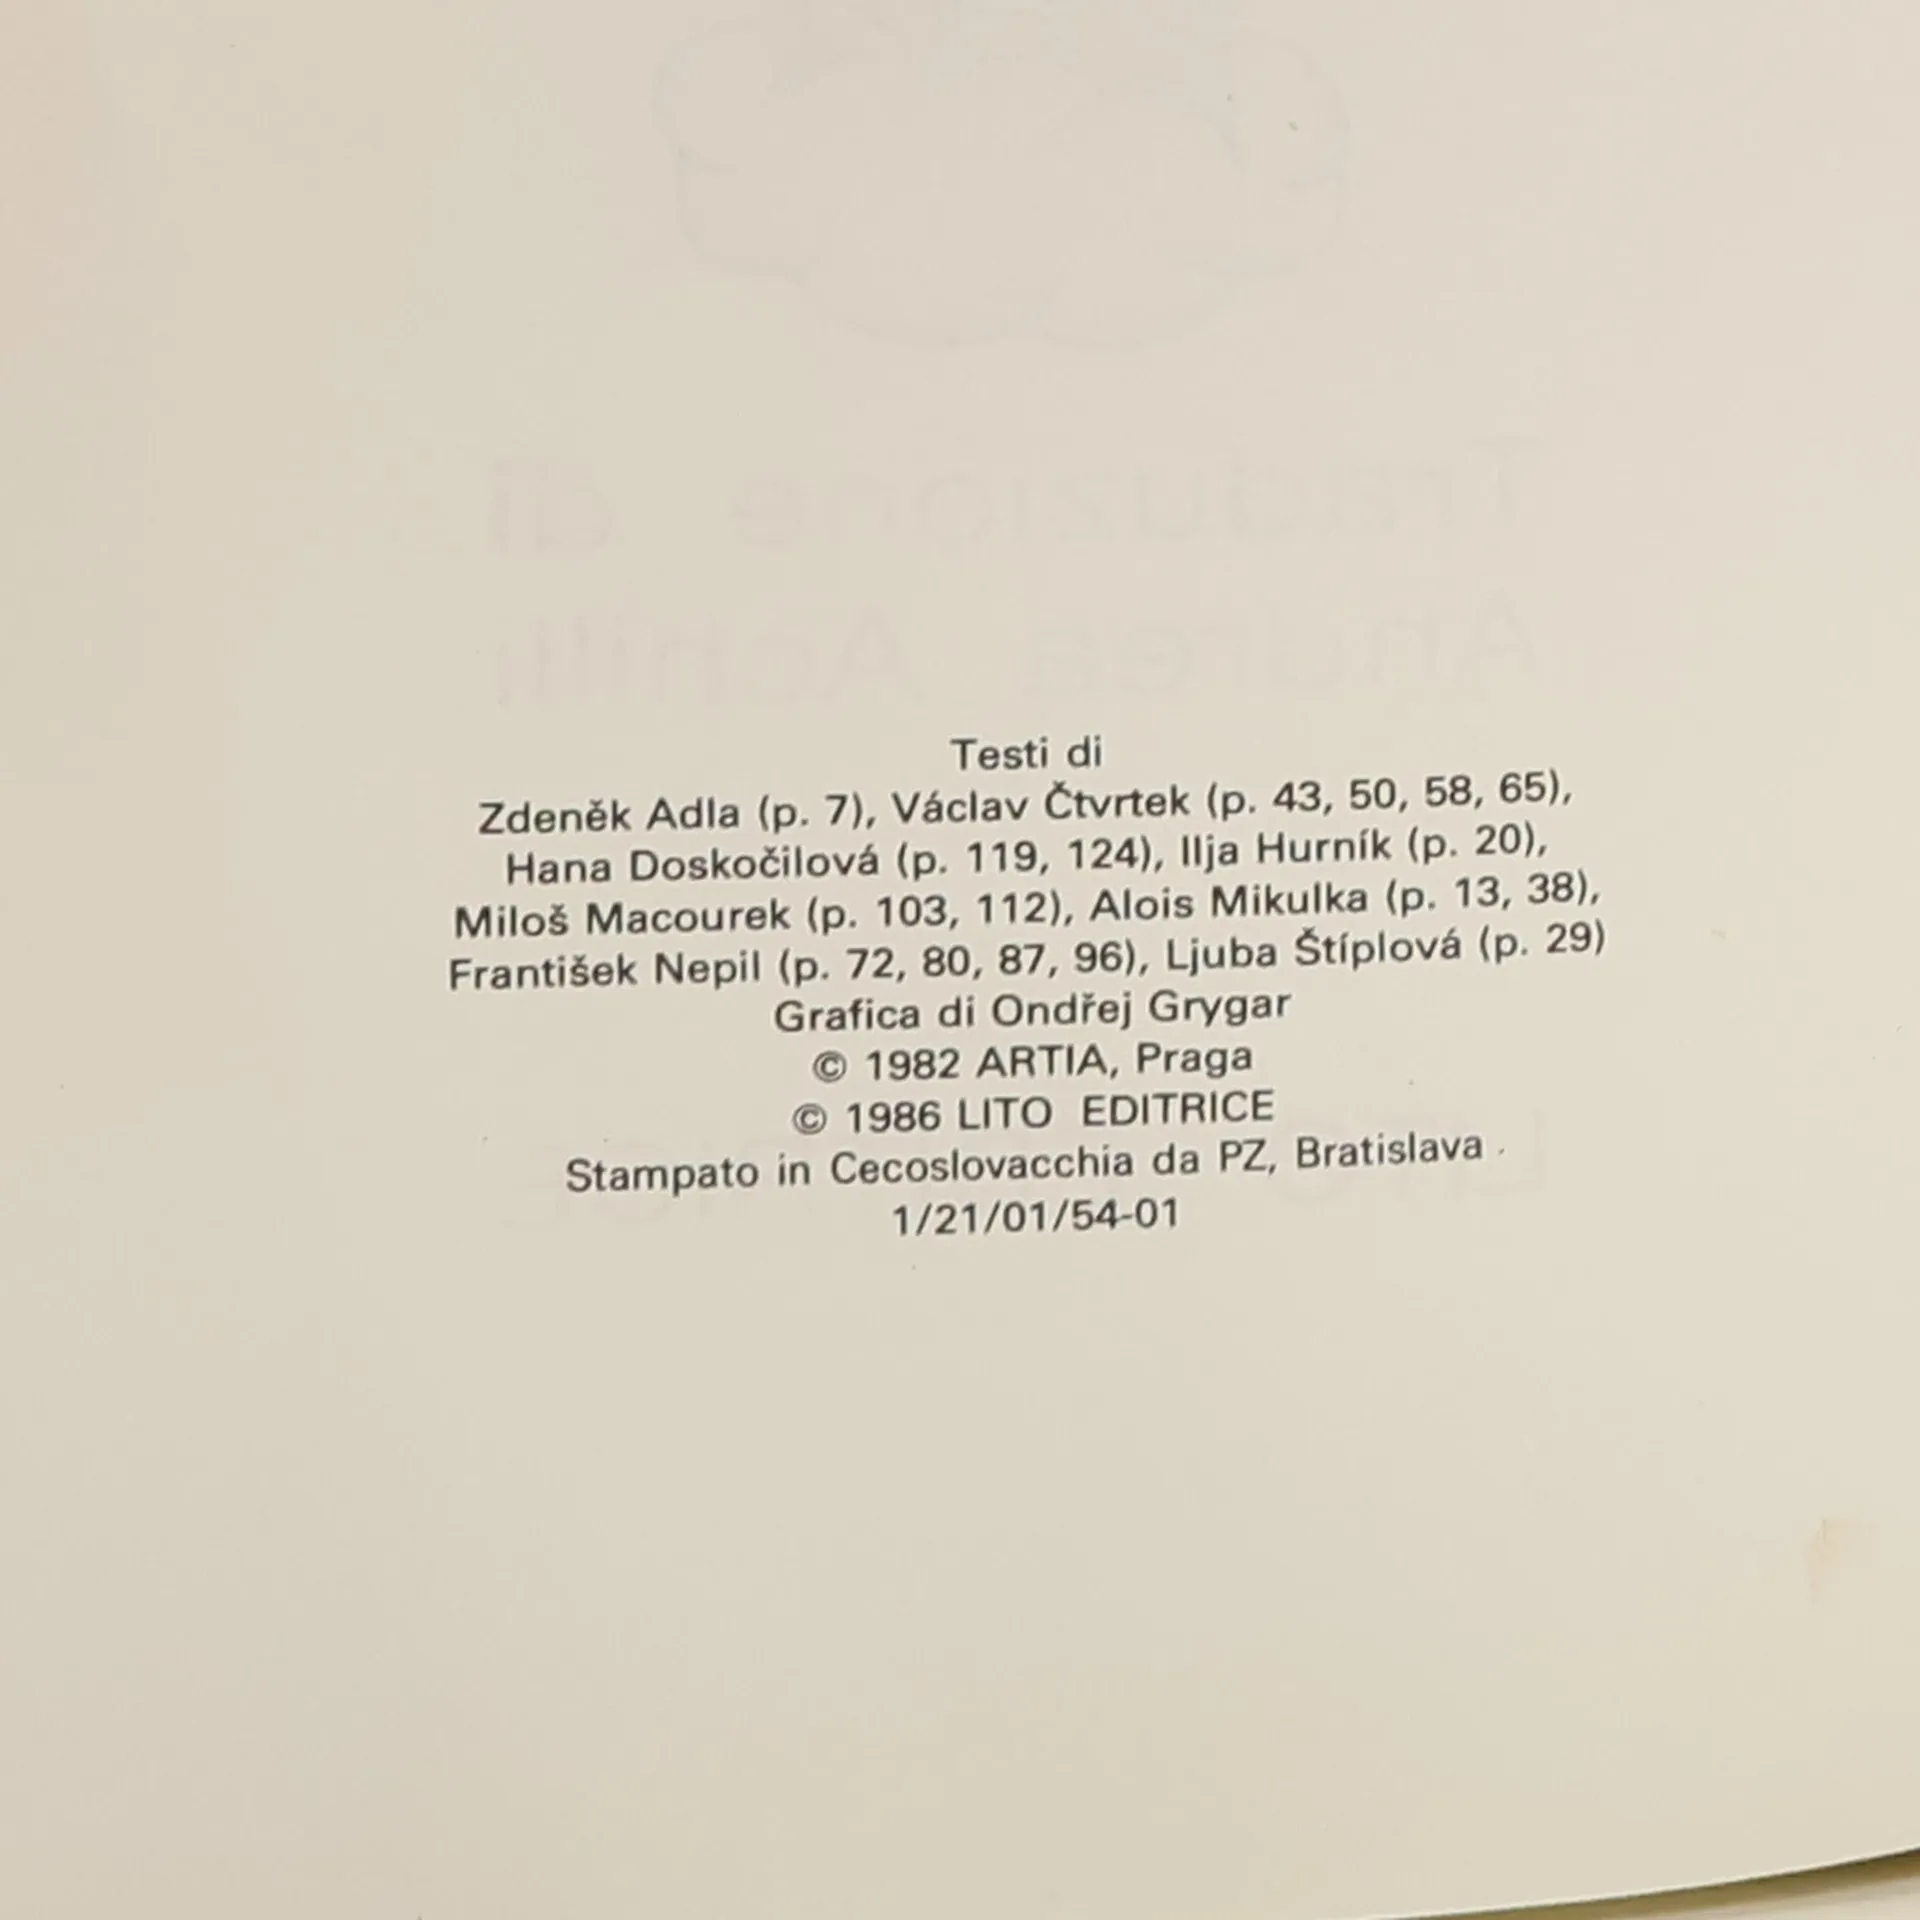 Testi di
Zdeněk Adla (p. 7), Václav Čtvrtek (p. 43, 50, 58, 65),
Hana Doskočilová (p. 119, 124), Ilja Hurník (p. 20),
Miloš Macourek (p. 103, 112), Alois Mikulka (p. 13, 38),
František Nepil (p. 72, 80, 87, 96), Ljuba Štíplová (p. 29)
Grafica di Ondřej Grygar
© 1982 ARTIA, Praga
© 1986 LITO EDITRICE
Stampato in Cecoslovacchia da PZ, Bratislava
1/21/01/54-01